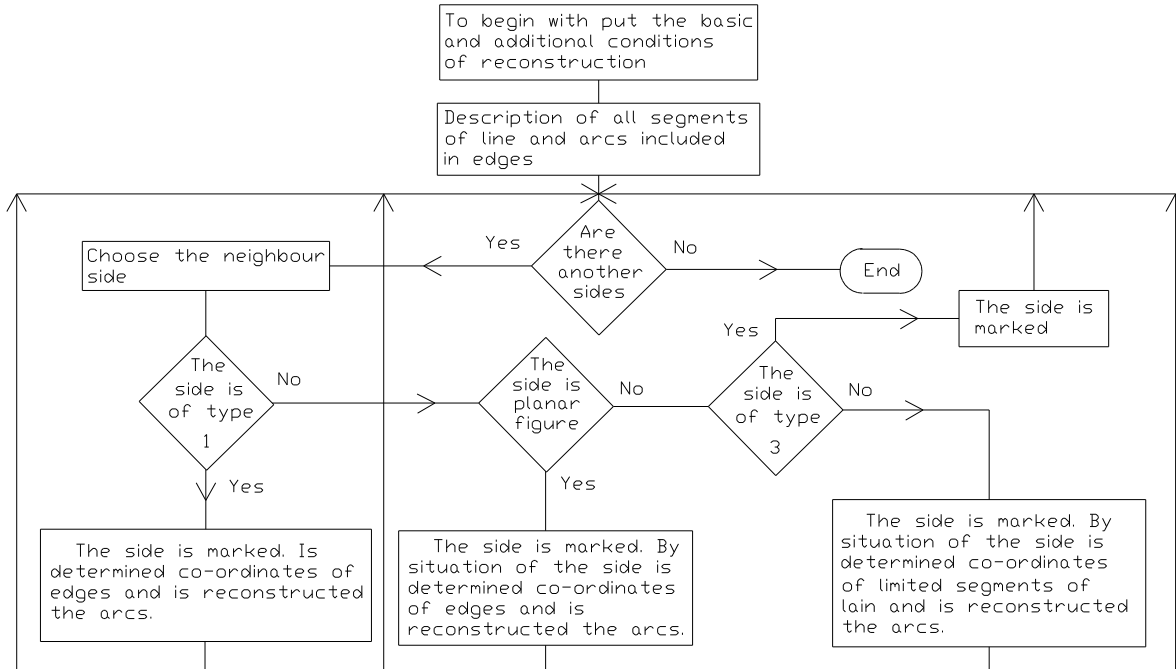 To begin with put the basic
and additional conditions
of reconstruction
Description of all segments
of line and arcs included
in edges
Are
there
another
sides
Yes
No
End
Choose the neighbour
side
The
side is
of type
1
No
Yes
The
side is
planar
figure
No
Yes
The
side is
of type
3
Yes
No
The side is
marked
The side is marked. Is
determined co-ordinates of
edges and is reconstructed
the arcs.
The side is marked. By
situation of the side is
determined co-ordinates
of edges and is
reconstructed the arcs.
The side is marked. By
situation of the side is
determined co-ordinates
of limited segments of
lain and is reconstructed
the arcs.